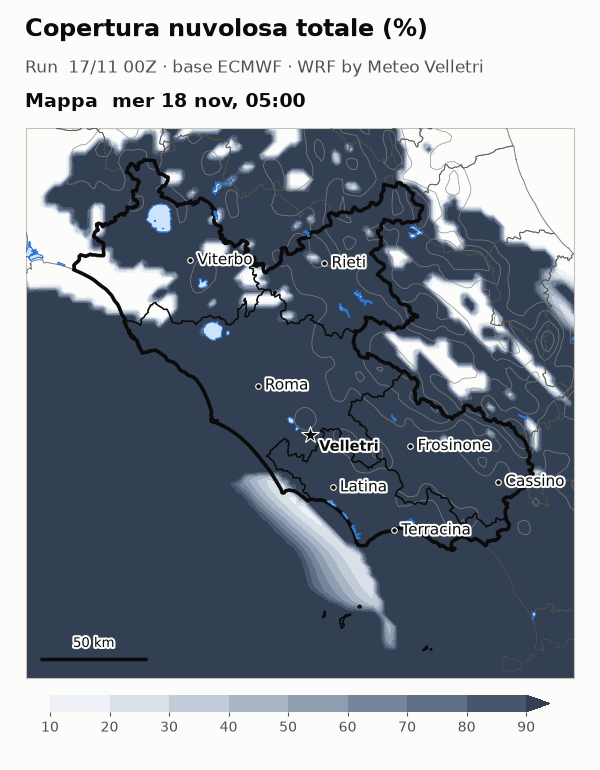 Copertura nuvolosa totale (%)
Run  17/11 00Z · base ECMWF · WRF by Meteo Velletri
Mappa  mer 18 nov, 05:00
Viterbo
Rieti
Roma
Velletri
Frosinone
Latina
Cassino
Terracina
50 km
10 20 30 40 50 60 70 80 90